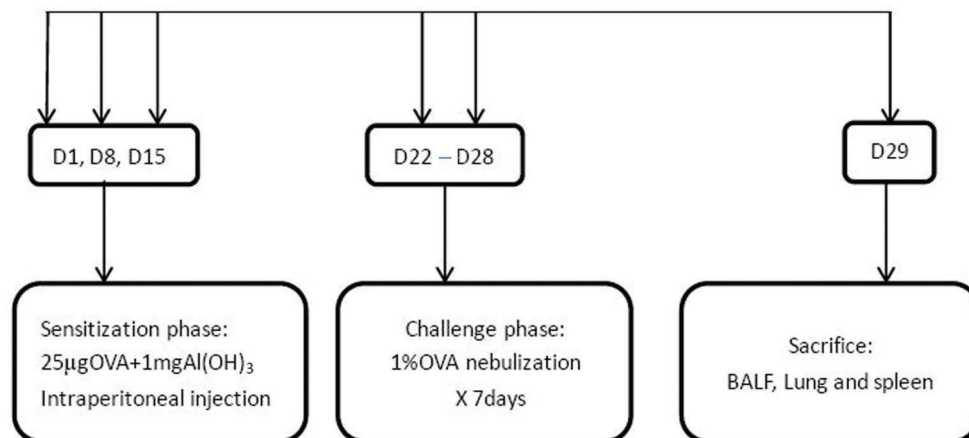 D1, D8, D15
D22 – D28
D29
Sensitization phase:
25µgOVA+1mgAl(OH)₃
Intraperitoneal injection
Challenge phase:
1%OVA nebulization
X 7days
Sacrifice:
BALF, Lung and spleen